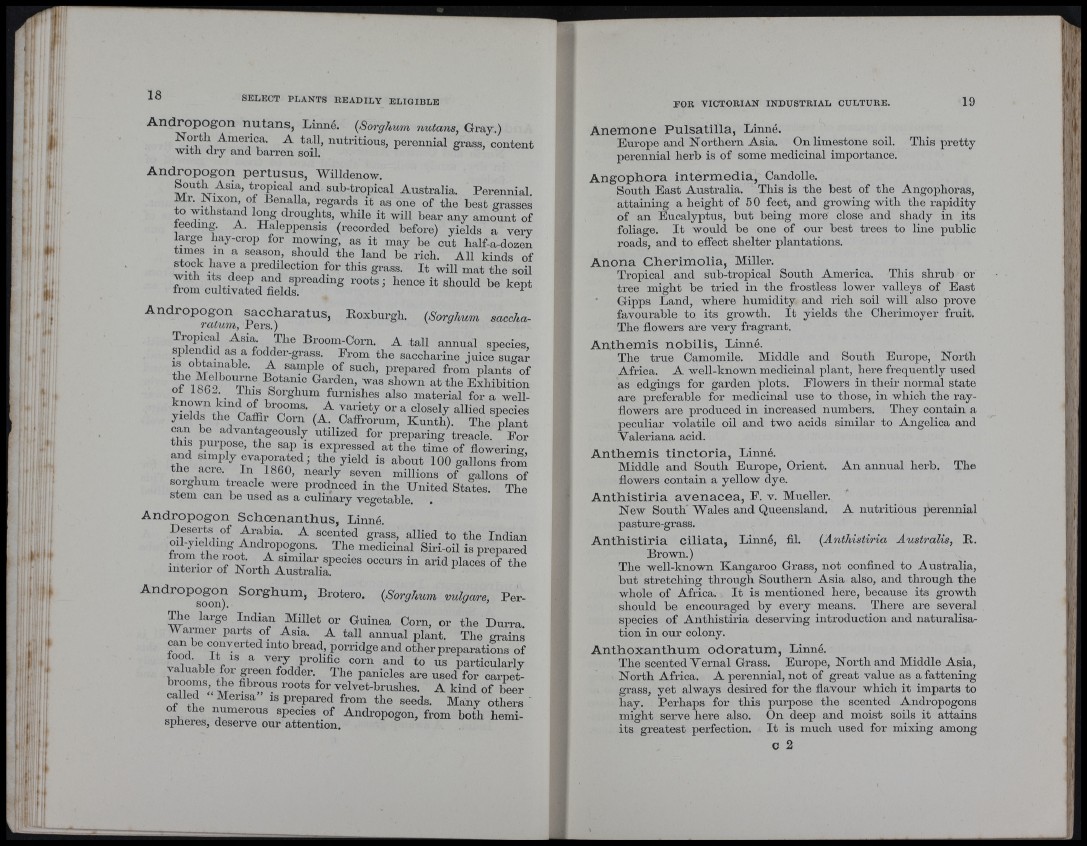 18
SELECT PLANTS READILY ELIGIBLE
Andropogon nutans, Linné. (Sorghum nutans, Gray.)
North America. A tall, nutritious, perennial grass, content
with dry and barren soil.
Andropogon pertusus, Willdenow.
South Asia, tropical and sub-tropical Australia. Perennial.
Mr. Nixon, of Benalla, regards it as one of the best grasses
to withstand long droughts, while it will bear any amount of
feeding. A. Haleppensis (recorded before) yields a very
large hay-crop for mowing, as it may be cut half-a-dozen
times in a season, should the land be rich. All kinds of
stock have a predilection for this grass. It will mat the soil
with its deep and spreading roots; hence it should be kept
from cultivated fields.
Andropogon saccharatus, Roxburgh. (Sorghum saccha-
ratum, Pers.)
Tropical Asia. The Broom-Corn. A tall annual species,
splendid as a fodder-grass. From the saccharine juice sugar
is obtainable. A sample of such, prepared from plants of
the Melbourne Botanic Garden, was shown at the Exhibition
of 1862. This Sorghum furnishes also material for a well-
known kind of brooms. A variety or a closely allied species
yields the Caffir Corn (A. Caffrorum, Kunth). The plant
can be advantageously utilized for preparing treacle. For
this purpose, the sap is expressed at the time of flowering,
and simply evaporated; the yield is about 100 gallons from
the acre. In 1860, nearly seven millions of gallons of
sorghum treacle were prodnced in the United States. The
stem can be used as a culinary vegetable.
Andropogon Schœnanthus, Linné.
Deserts of Arabia. A scented grass, allied to the Indian
oil-yielding Andropogons. The medicinal Siri-oil is prepared
from the root. A similar species occurs in arid places of the
interior of North Australia.
Andropogon Sorghum, Brotero. (Sorghum vulgare, Per-
soon).
The large Indian Millet or Guinea Corn, or the Durra.
Warmer parts of Asia. A tall annual plant. The grains
can be converted into bread, porridge and other preparations of
food. It is a very prolific corn and to us particularly
valuable for green fodder. The panicles are used for carpet-
brooms, the fibrous roots for velvet-brushes. A kind of beer
called "Merisa" is prepared from the seeds. Many others
of the numerous species of Andropogon, from both hemi-
spheres, deserve our attention.
FOR VICTORIAN INDUSTRIAL CULTURE. 19
Anemone Pulsatilla, Linné.
Europe and Northern Asia. On limestone soil. This pretty
perennial herb is of some medicinal importance.
Angophora intermedia, Candolle.
South East Australia. This is the best of the Angophoras,
attaining a height of 50 feet, and growing with the rapidity
of an Eucalyptus, but being more close and shady in its
foliage. It would be one of our best trees to line public
roads, and to effect shelter plantations.
Anona Cherimolia, Miller.
Tropical and sub-tropical South America. This shrub or
tree might be tried in the frostless lower valleys of East
Gipps Land, where humidity and rich soil will also prove
favourable to its growth. It yields the Cherimoyer fruit.
The flowers are very fragrant.
Anthemis nobilis, Linné.
The true Camomile. Middle and South Europe, North
Africa. A well-known medicinal plant, here frequently used
as edgings for garden plots. Flowers in their normal state
are preferable for medicinal use to those, in which the ray-
flowers are produced in increased numbers. They contain a
peculiar volatile oil and two acids similar to Angelica and
Valeriana acid.
Anthemis tinctoria, Linné.
Middle and South Europe, Orient. An annual herb. The
flowers contain a yellow dye.
Anthistiria avenacea, F. v. Mueller.
New South Wales and Queensland. A nutritious perennial
pasture-grass.
Anthistiria ciliata, Linné, fil. (Anthistiria Australis, R.
Brown.)
The well-known Kangaroo Grass, not confined to Australia,
but stretching through Southern Asia also, and through the
whole of Africa. It is mentioned here, because its growth
should be encouraged by every means. There are several
species of Anthistiria deserving introduction and naturalisa-
tion in our colony.
Anthoxanthum odoratum, Linné.
The scented Vernal Grass. Europe, North and Middle Asia,
North Africa. A perennial, not of great value as a fattening
grass, yet always desired for the flavour which it imparts to
hay. Perhaps for this purpose the scented Andropogons
might serve here also. On deep and moist soils it attains
its greatest perfection. It is much used for mixing among
C 2